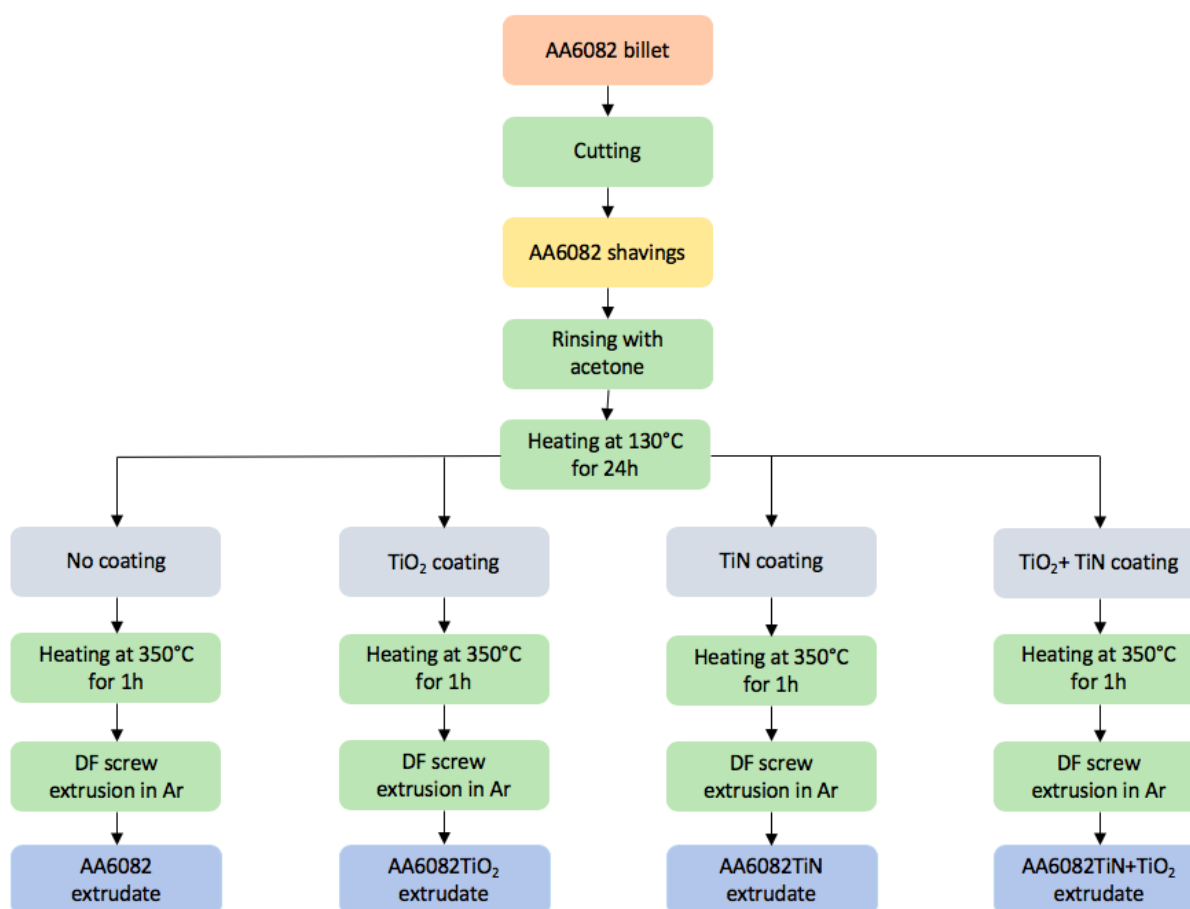 AA6082 billet
Cutting
AA6082 shavings
Rinsing with
acetone
Heating at 130°C
for 24h
No coating
TiO₂ coating
TiN coating
TiO₂+ TiN coating
Heating at 350°C
for 1h
Heating at 350°C
for 1h
Heating at 350°C
for 1h
Heating at 350°C
for 1h
DF screw
extrusion in Ar
DF screw
extrusion in Ar
DF screw
extrusion in Ar
DF screw
extrusion in Ar
AA6082
extrudate
AA6082TiO₂
extrudate
AA6082TiN
extrudate
AA6082TiN+TiO₂
extrudate